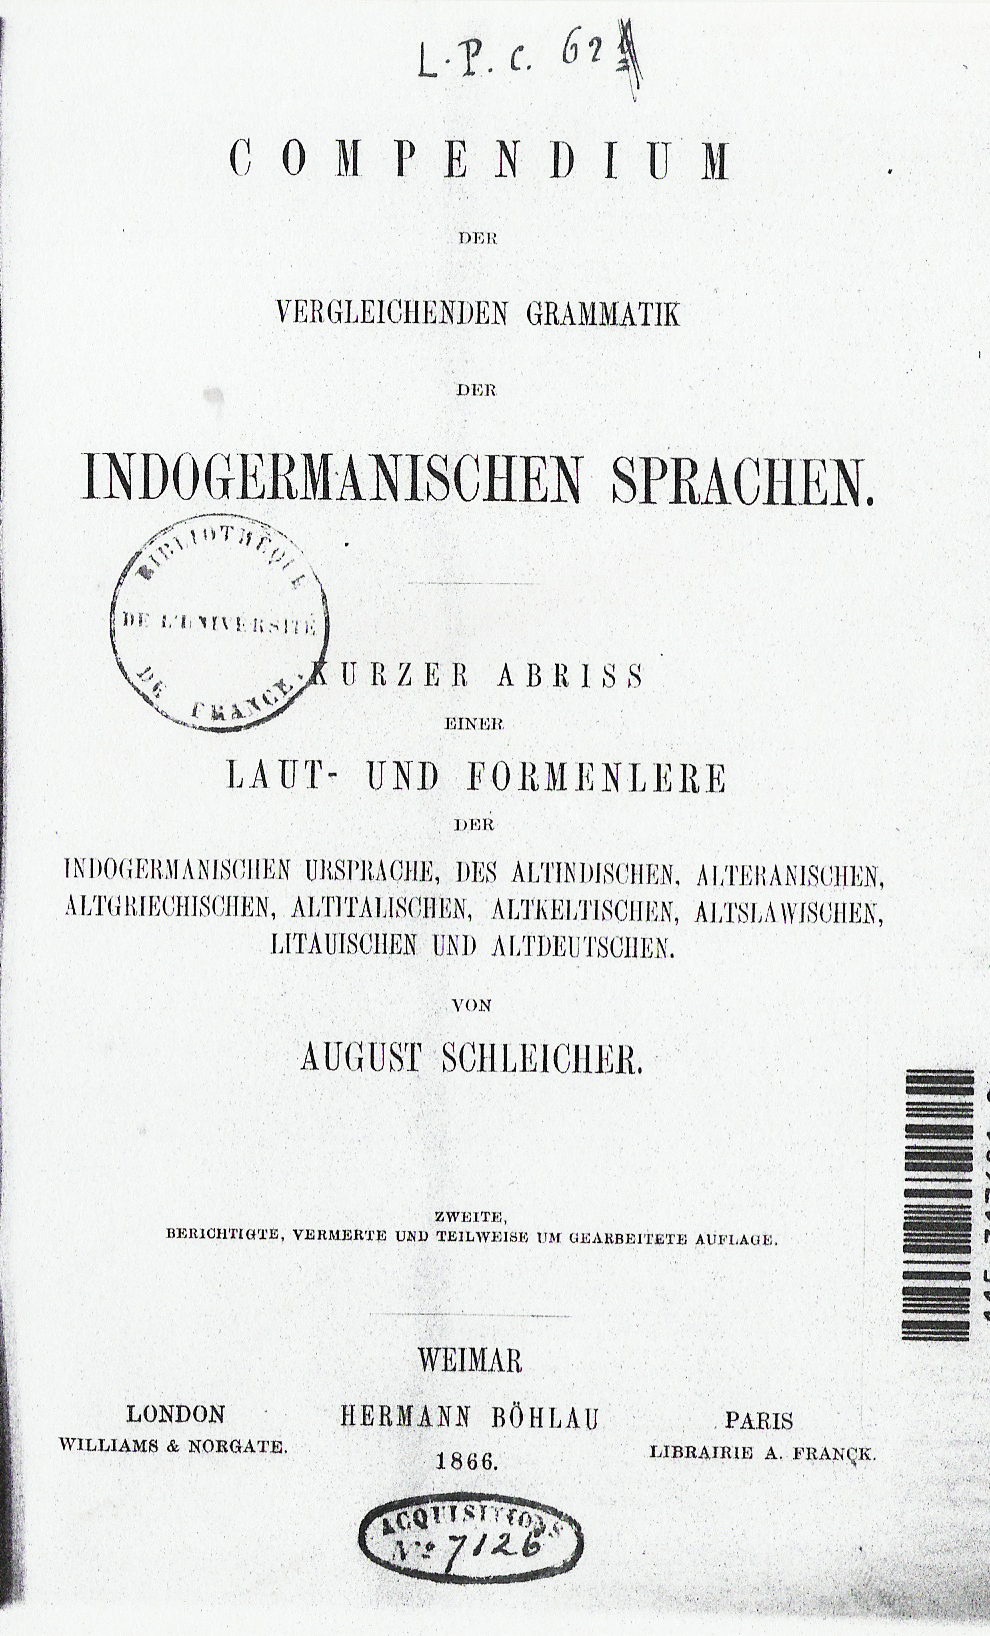 L.P.c. 62
COMPENDIUM
DER
VERGLEICHENDEN GRAMMATIK
DER
INDOGERMANISCHEN SPRACHEN.
BIBLIOTHÈQUE
DE L'UNIVERSITÉ
DE FRANCE.
KURZER ABRISS
EINER
LAUT- UND FORMENLERE
DER
INDOGERMANISCHEN URSPRACHE, DES ALTINDISCHEN, ALTERANISCHEN,
ALTGRIECHISCHEN, ALTITALISCHEN, ALTKELTISCHEN, ALTSLAWISCHEN,
LITAUISCHEN UND ALTDEUTSCHEN.
VON
AUGUST SCHLEICHER.
ZWEITE,
BERICHTIGTE, VERMERTE UND TEILWEISE UM GEARBEITETE AUFLAGE.
WEIMAR
HERMANN BÖHLAU
1866.
LONDON
WILLIAMS & NORGATE.
PARIS
LIBRAIRIE A. FRANCK.
ACQUISITIONS
Nº 7126